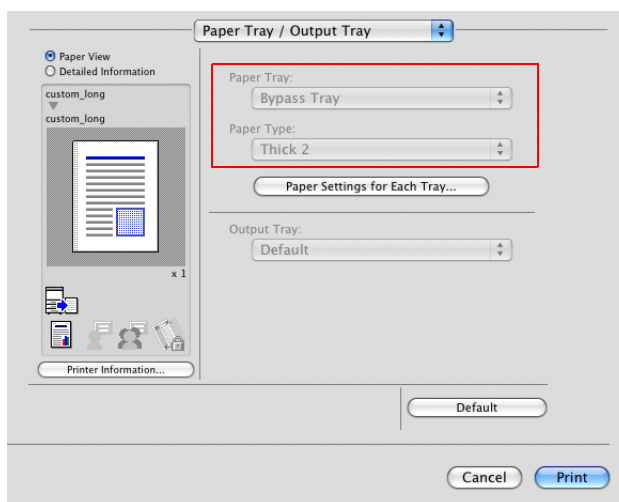 Paper Tray / Output Tray
Paper View
Detailed Information
custom_long
custom_long
x 1
Printer Information...
Paper Tray:
Bypass Tray
Paper Type:
Thick 2
Paper Settings for Each Tray...
Output Tray:
Default
Default
Cancel
Print